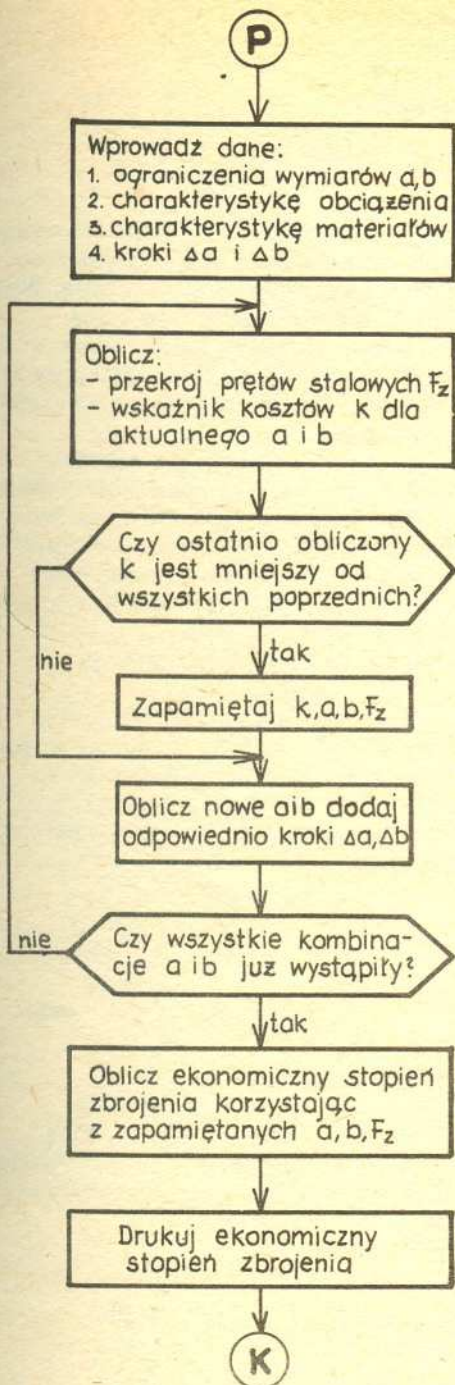 P
Wprowadź dane:
1. ograniczenia wymiarów a,b
2. charakterystykę obciążenia
3. charakterystykę materiałów
4. kroki Δa i Δb
Oblicz:
- przekrój prętów stalowych Fz
- wskaźnik kosztów k dla
aktualnego a i b
Czy ostatnio obliczony
k jest mniejszy od
wszystkich poprzednich?
nie
tak
Zapamiętaj k,a,b,Fz
Oblicz nowe a i b dodaj
odpowiednio kroki Δa,Δb
nie
Czy wszystkie kombina-
cje a i b już wystąpiły?
tak
Oblicz ekonomiczny stopień
zbrojenia korzystając
z zapamiętanych a,b,Fz
Drukuj ekonomiczny
stopień zbrojenia
K